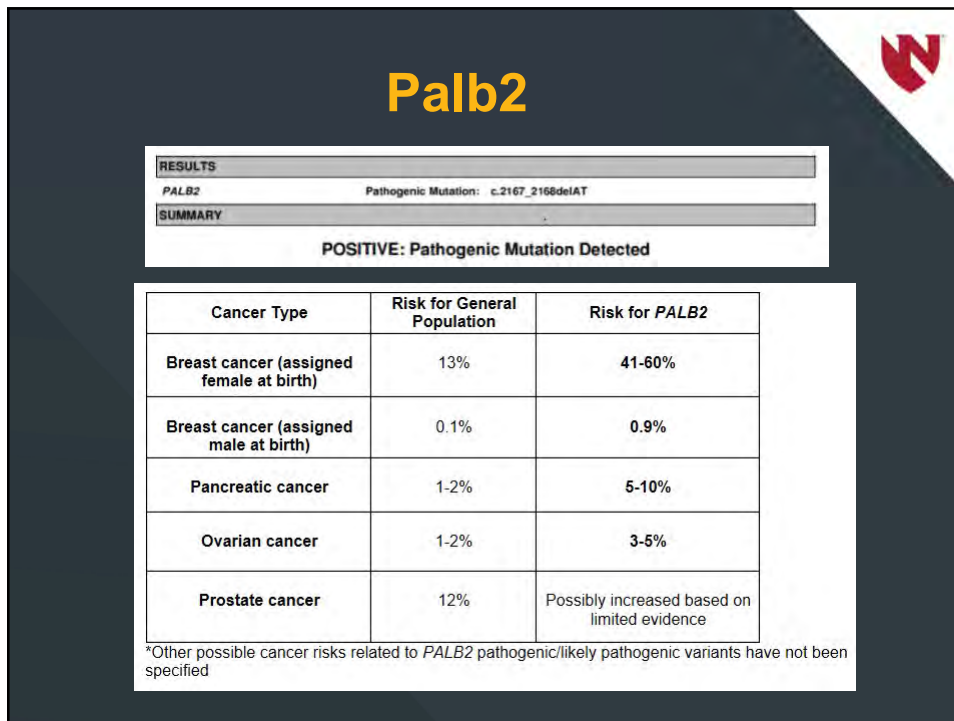 Palb2
N
RESULTS
PALB2 Pathogenic Mutation: c.2167_2168delAT
SUMMARY
POSITIVE: Pathogenic Mutation Detected
Cancer Type Risk for General Population Risk for PALB2
Breast cancer (assigned female at birth) 13% 41-60%
Breast cancer (assigned male at birth) 0.1% 0.9%
Pancreatic cancer 1-2% 5-10%
Ovarian cancer 1-2% 3-5%
Prostate cancer 12% Possibly increased based on limited evidence
*Other possible cancer risks related to PALB2 pathogenic/likely pathogenic variants have not been
specified